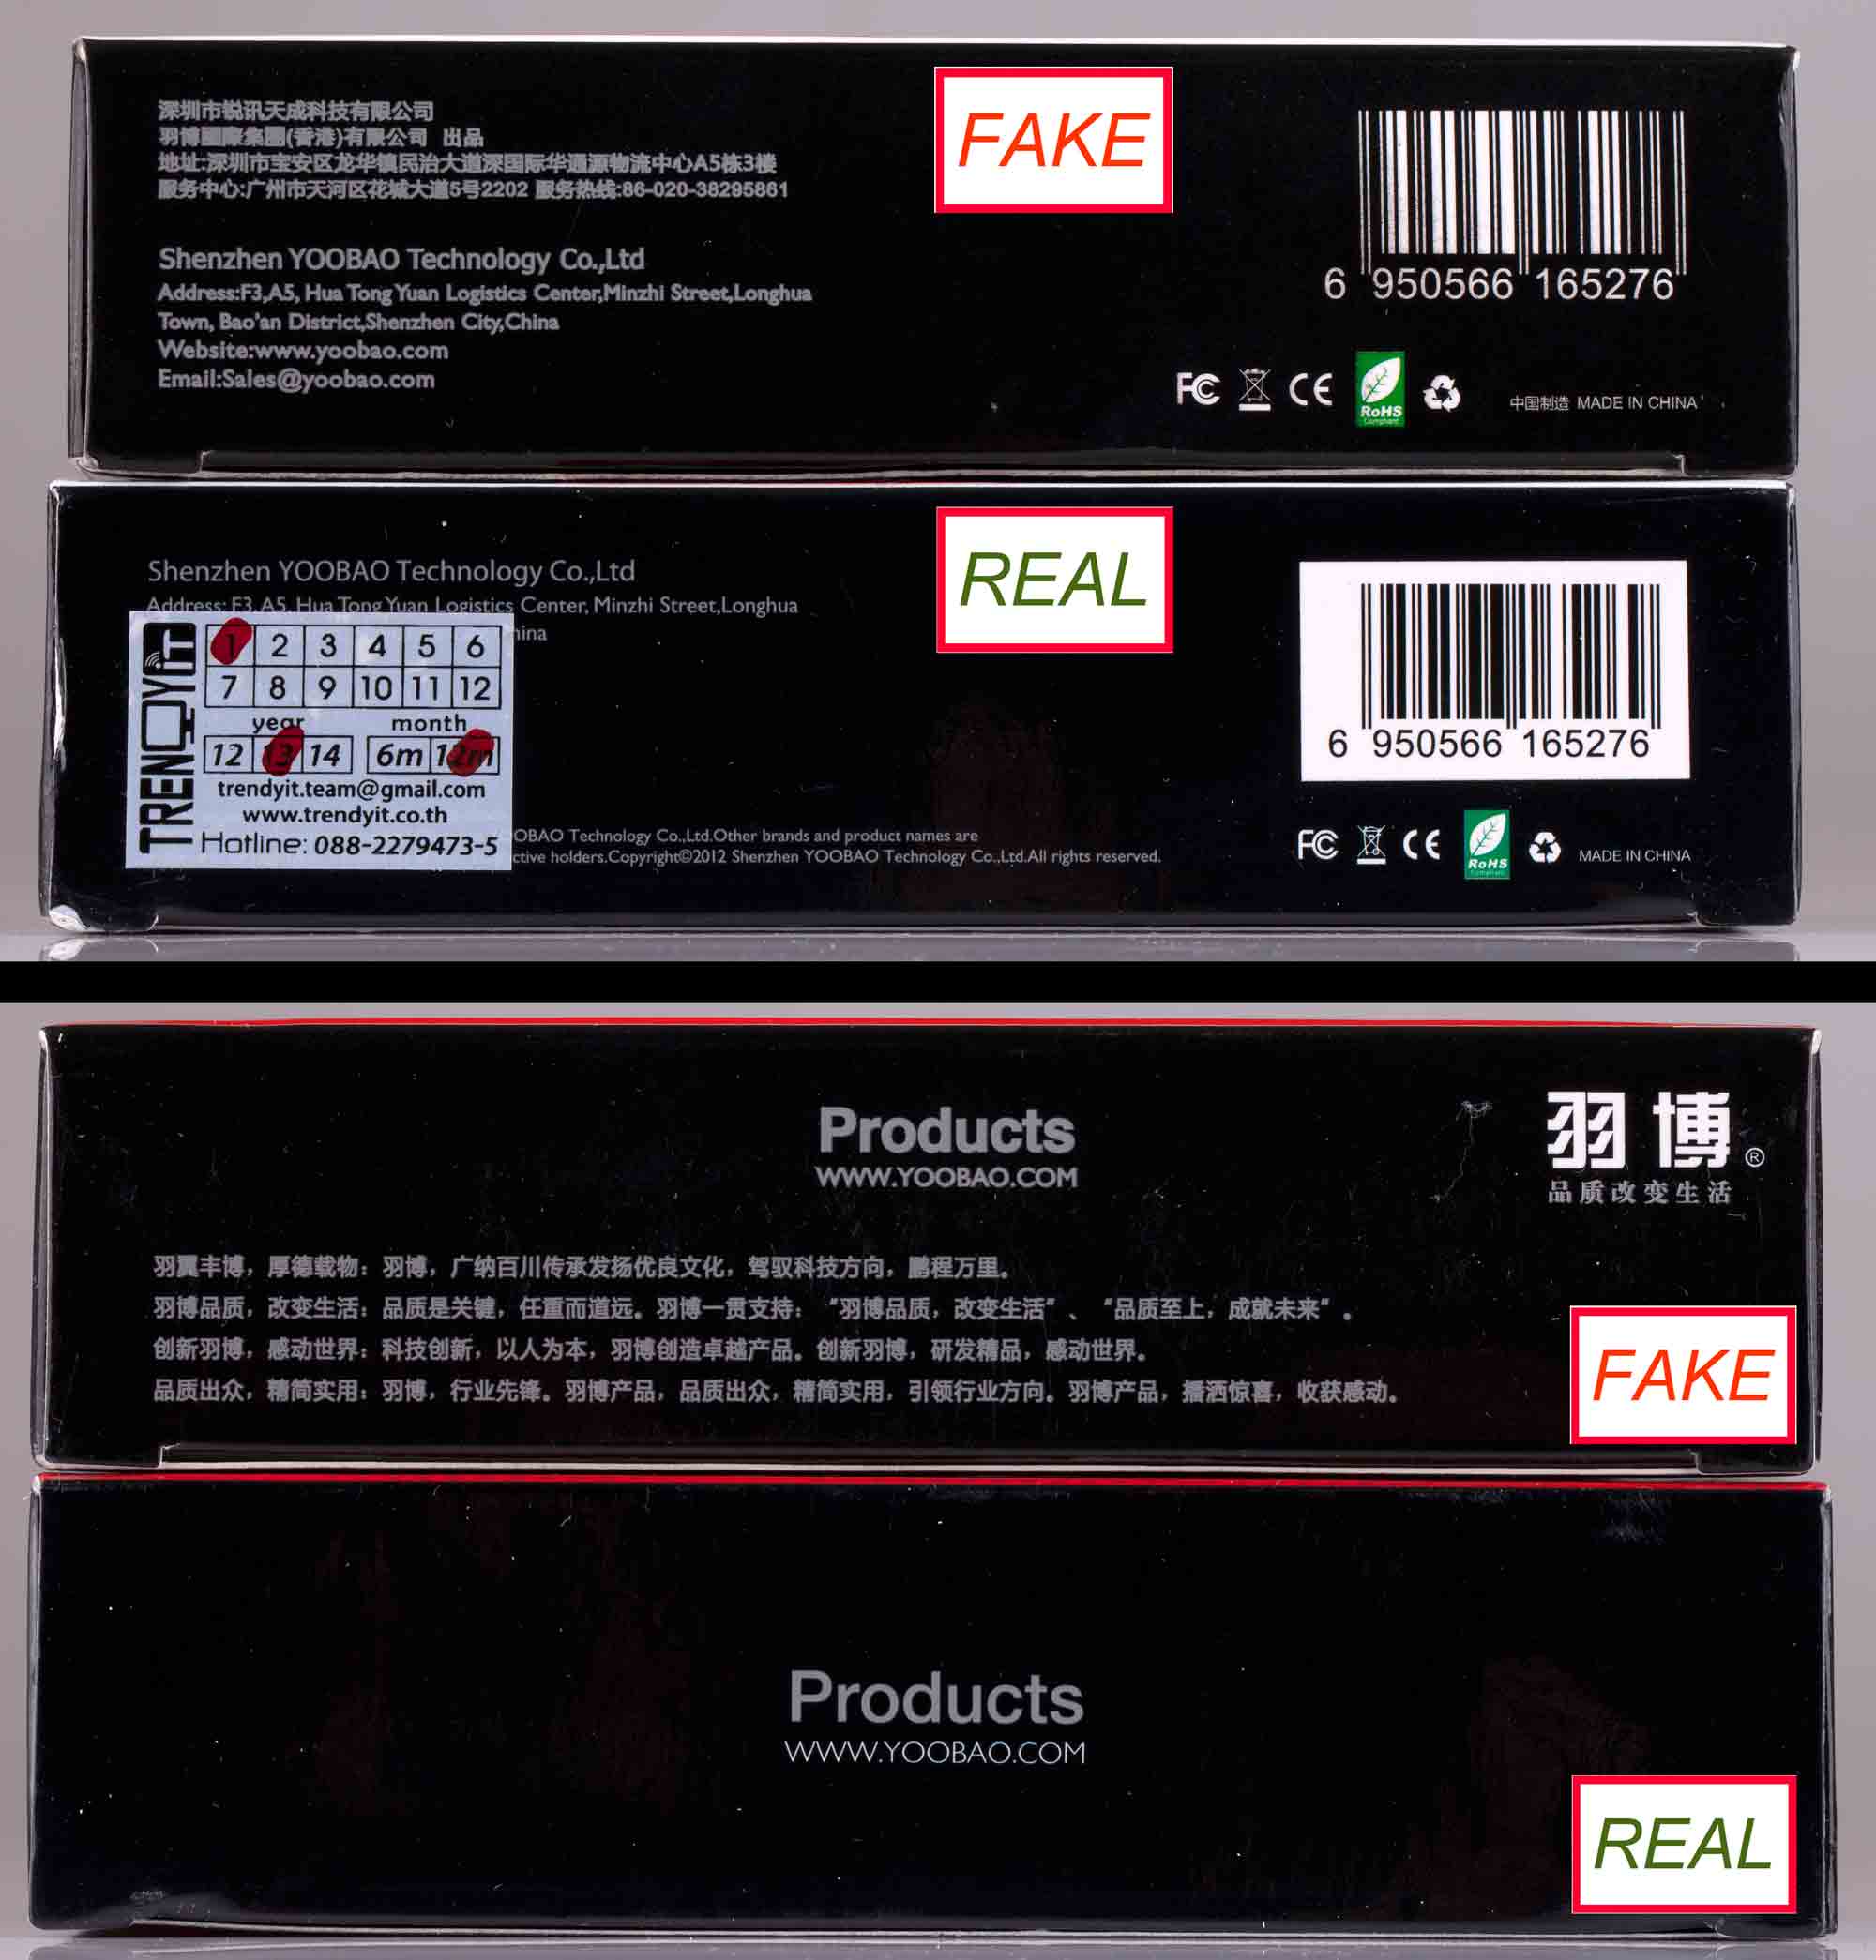 深圳市锐讯天成科技有限公司
羽博國際集團(香港)有限公司 出品
地址:深圳市宝安区龙华镇民治大道深国际华通源物流中心A5栋3楼
服务中心:广州市天河区花城大道5号2202 服务热线:86-020-38295861
Shenzhen YOOBAO Technology Co.,Ltd
Address:F3,A5, Hua Tong Yuan Logistics Center,Minzhi Street,Longhua
Town, Bao'an District,Shenzhen City,China
Website:www.yoobao.com
Email:Sales@yoobao.com
FAKE
6 950566 165276
FC CE RoHS
Compliant
中国制造 MADE IN CHINA
Shenzhen YOOBAO Technology Co.,Ltd
Address: F3,A5, Hua Tong Yuan Logistics Center, Minzhi Street,Longhua
hina
TRENDYiT
1 2 3 4 5 6
7 8 9 10 11 12
year month
12 13 14 6m 12m
trendyit.team@gmail.com
www.trendyit.co.th
Hotline: 088-2279473-5
OBAO Technology Co.,Ltd.Other brands and product names are
ctive holders.Copyright©2012 Shenzhen YOOBAO Technology Co.,Ltd.All rights reserved.
REAL
6 950566 165276
FC CE RoHS
Compliant
MADE IN CHINA
Products
WWW.YOOBAO.COM
羽博®
品质改变生活
羽翼丰博，厚德载物：羽博，广纳百川传承发扬优良文化，驾驭科技方向，鹏程万里。
羽博品质，改变生活：品质是关键，任重而道远。羽博一贯支持：“羽博品质，改变生活”、“品质至上，成就未来”。
创新羽博，感动世界：科技创新，以人为本，羽博创造卓越产品。创新羽博，研发精品，感动世界。
品质出众，精简实用：羽博，行业先锋。羽博产品，品质出众，精简实用，引领行业方向。羽博产品，播洒惊喜，收获感动。
FAKE
Products
WWW.YOOBAO.COM
REAL